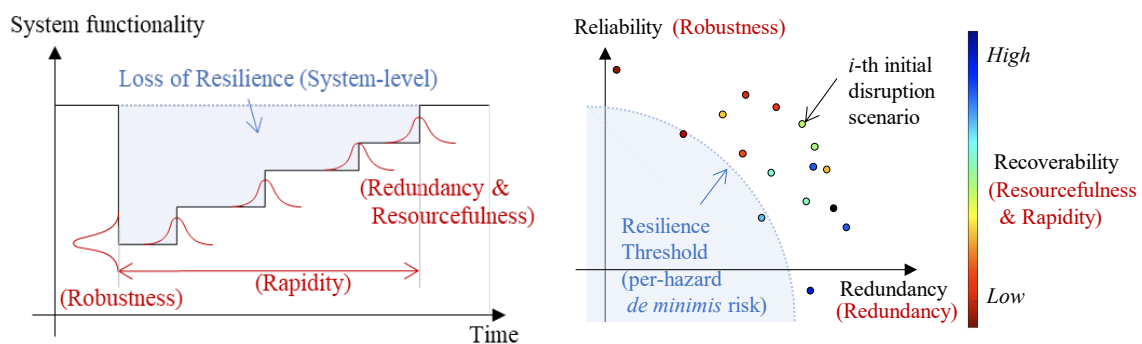 System functionality
Loss of Resilience (System-level)
(Redundancy &
Resourcefulness)
(Rapidity)
(Robustness)
Time
Reliability (Robustness)
i-th initial
disruption
scenario
High
Recoverability
(Resourcefulness
& Rapidity)
Low
Resilience
Threshold
(per-hazard
de minimis risk)
Redundancy
(Redundancy)